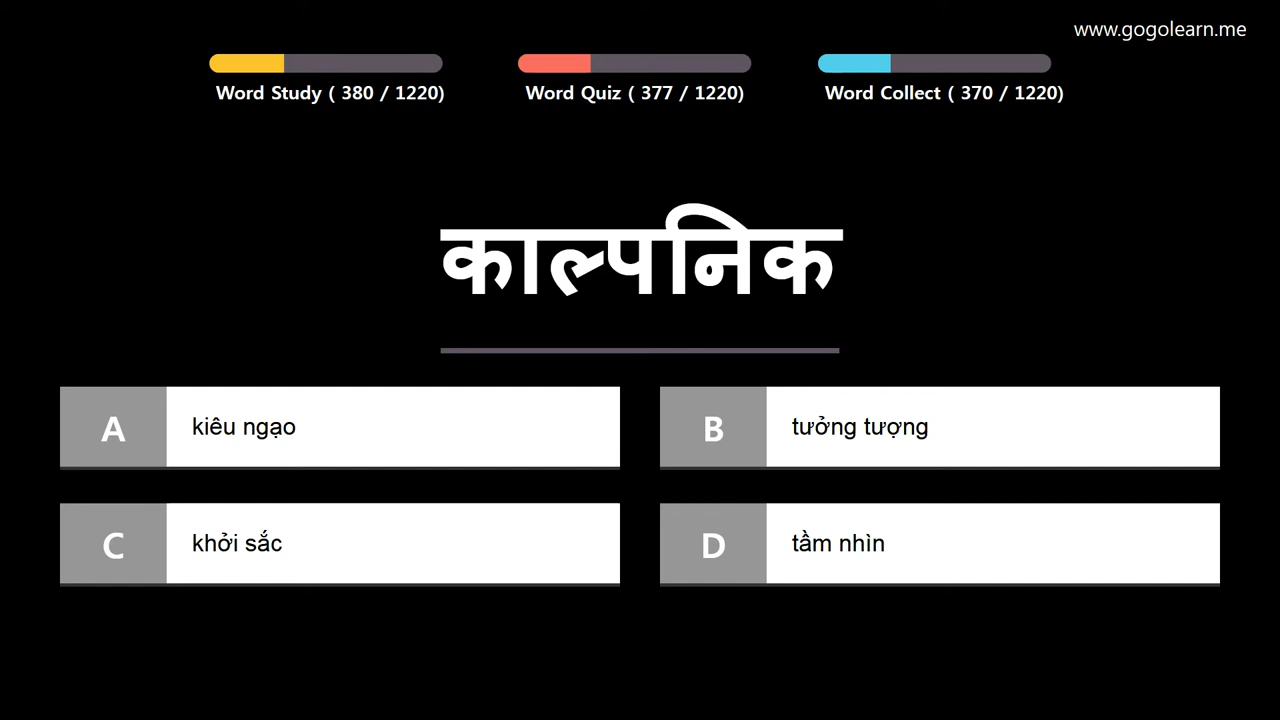 www.gogolearn.me
Word Study ( 380 / 1220)
Word Quiz ( 377 / 1220)
Word Collect ( 370 / 1220)
काल्पनिक
A kiêu ngạo
B tưởng tượng
C khởi sắc
D tầm nhìn